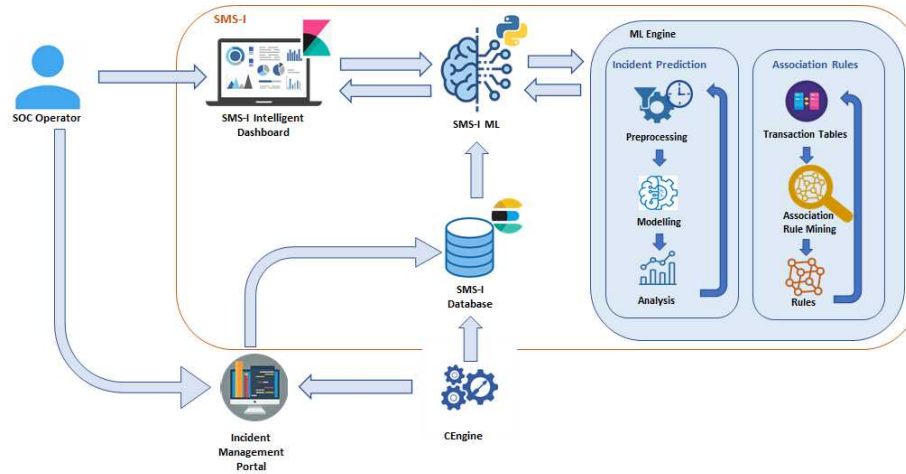 SMS-I
SOC Operator
SMS-I Intelligent
Dashboard
SMS-I ML
ML Engine
Incident Prediction
Preprocessing
Modelling
Analysis
Association Rules
Transaction Tables
Association
Rule Mining
Rules
SMS-I
Database
Incident
Management
Portal
CEngine